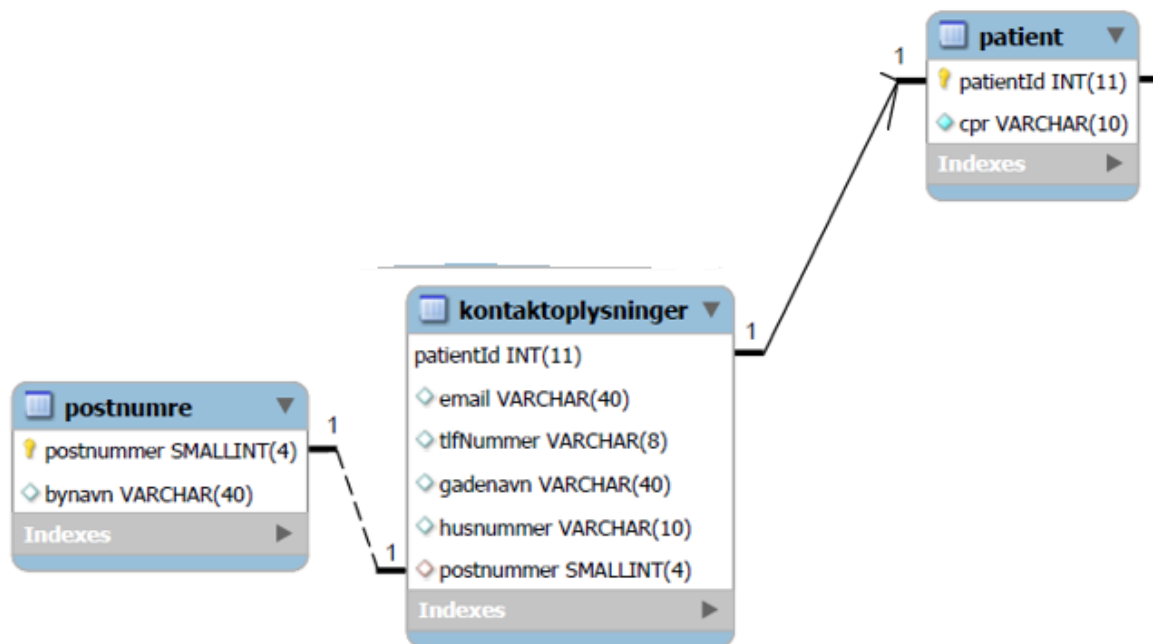 patient
1
patientId INT(11)
cpr VARCHAR(10)
Indexes
kontaktoplysninger
1
patientId INT(11)
email VARCHAR(40)
tlfNummer VARCHAR(8)
gadenavn VARCHAR(40)
husnummer VARCHAR(10)
1
postnummer SMALLINT(4)
Indexes
postnumre
1
postnummer SMALLINT(4)
bynavn VARCHAR(40)
Indexes